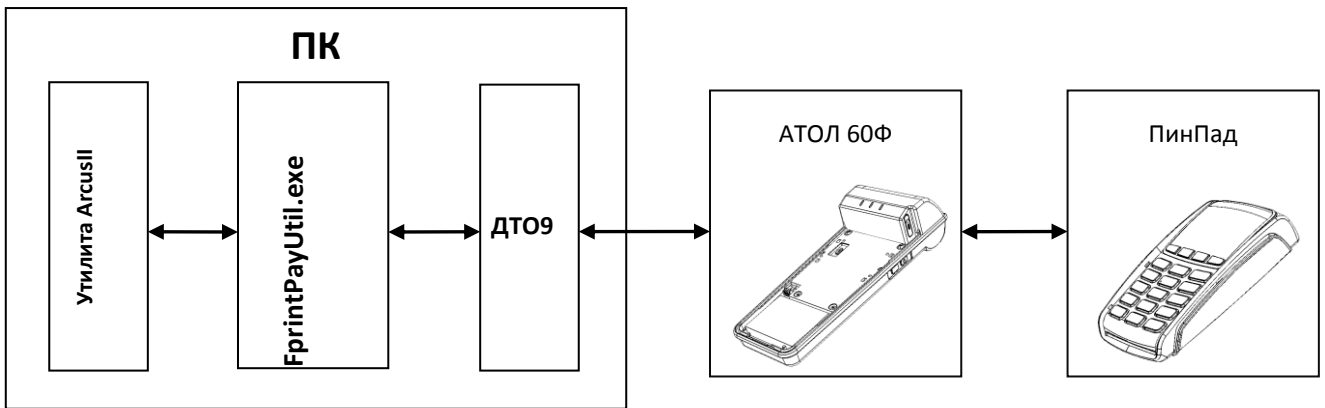 ПК
Утилита ArcusII
FprintPayUtil.exe
ДТО9
АТОЛ 60Ф
ПинПад